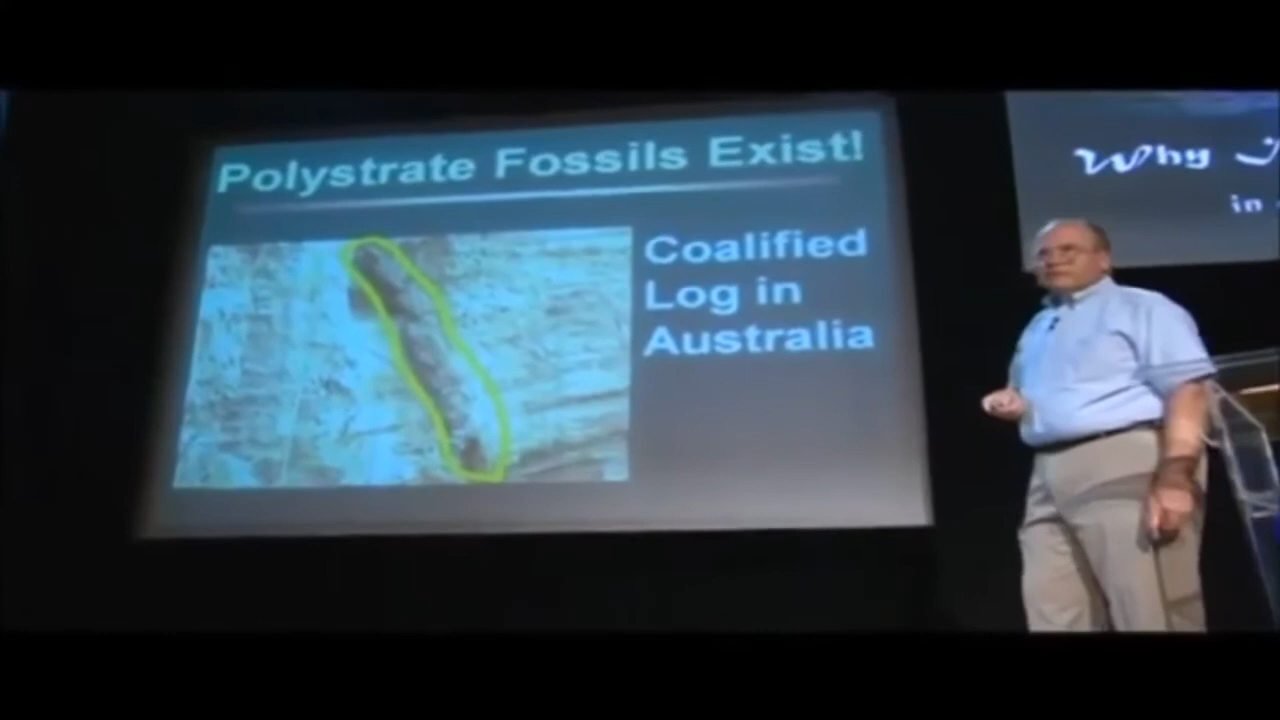 Polystrate Fossils Exist!
Coalified
Log in
Australia
Why
in